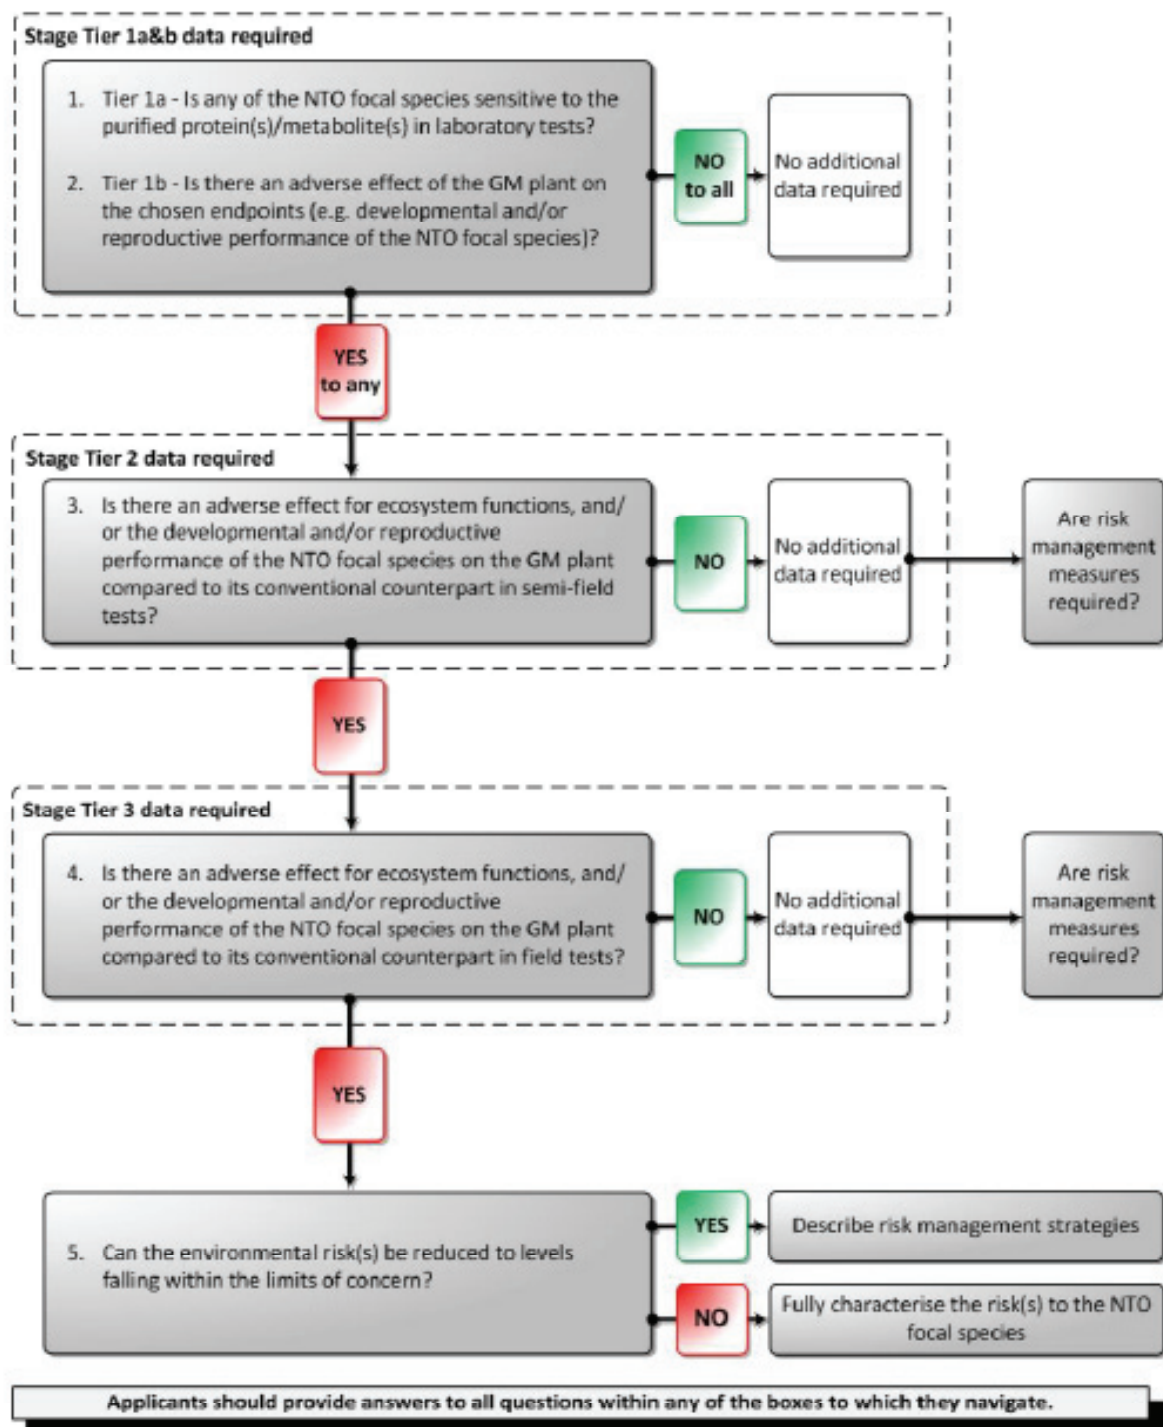 Stage Tier 1a&b data required
1. Tier 1a - Is any of the NTO focal species sensitive to the
purified protein(s)/metabolite(s) in laboratory tests?
2. Tier 1b - Is there an adverse effect of the GM plant on
the chosen endpoints (e.g. developmental and/or
reproductive performance of the NTO focal species)?
NO
to all
No additional
data required
YES
to any
Stage Tier 2 data required
3. Is there an adverse effect for ecosystem functions, and/
or the developmental and/or reproductive
performance of the NTO focal species on the GM plant
compared to its conventional counterpart in semi-field
tests?
NO
No additional
data required
Are risk
management
measures
required?
YES
Stage Tier 3 data required
4. Is there an adverse effect for ecosystem functions, and/
or the developmental and/or reproductive
performance of the NTO focal species on the GM plant
compared to its conventional counterpart in field tests?
NO
No additional
data required
Are risk
management
measures
required?
YES
5. Can the environmental risk(s) be reduced to levels
falling within the limits of concern?
YES
Describe risk management strategies
NO
Fully characterise the risk(s) to the NTO
focal species
Applicants should provide answers to all questions within any of the boxes to which they navigate.